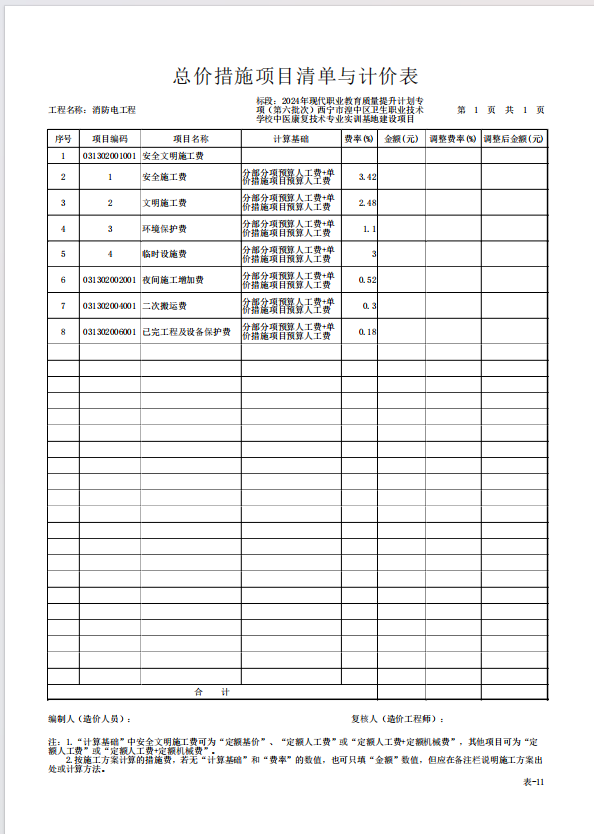 总价措施项目清单与计价表
工程名称：消防电工程
标段：2024年现代职业教育质量提升计划专
项（第六批次）西宁市湟中区卫生职业技术
学校中医康复技术专业实训基地建设项目
第 1 页 共 1 页
序号 项目编码 项目名称 计算基础 费率(%) 金额(元) 调整费率(%) 调整后金额(元)
1 031302001001 安全文明施工费
2 1 安全施工费 分部分项预算人工费+单
价措施项目预算人工费 3.42
3 2 文明施工费 分部分项预算人工费+单
价措施项目预算人工费 2.48
4 3 环境保护费 分部分项预算人工费+单
价措施项目预算人工费 1.1
5 4 临时设施费 分部分项预算人工费+单
价措施项目预算人工费 3
6 031302002001 夜间施工增加费 分部分项预算人工费+单
价措施项目预算人工费 0.52
7 031302004001 二次搬运费 分部分项预算人工费+单
价措施项目预算人工费 0.3
8 031302006001 已完工程及设备保护费 分部分项预算人工费+单
价措施项目预算人工费 0.18
合 计
编制人（造价人员）： 复核人（造价工程师）：
注：1.“计算基础”中安全文明施工费可为“定额基价”、“定额人工费”或“定额人工费+定额机械费”，其他项目可为“定
额人工费”或“定额人工费+定额机械费”。
2.按施工方案计算的措施费，若无“计算基础”和“费率”的数值，也可只填“金额”数值，但应在备注栏说明施工方案出
处或计算方法。
表-11